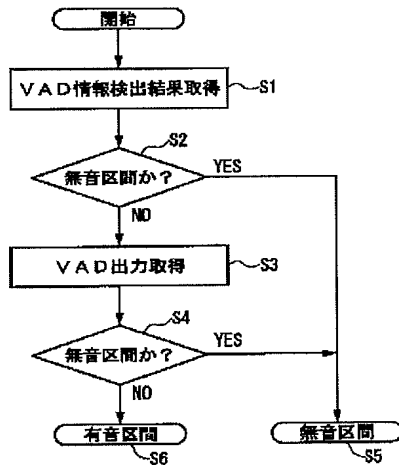 開始
VAD情報検出結果取得
S1
S2
無音区間か?
YES
NO
VAD出力取得
S3
S4
無音区間か?
YES
NO
有音区間
S6
無音区間
S5